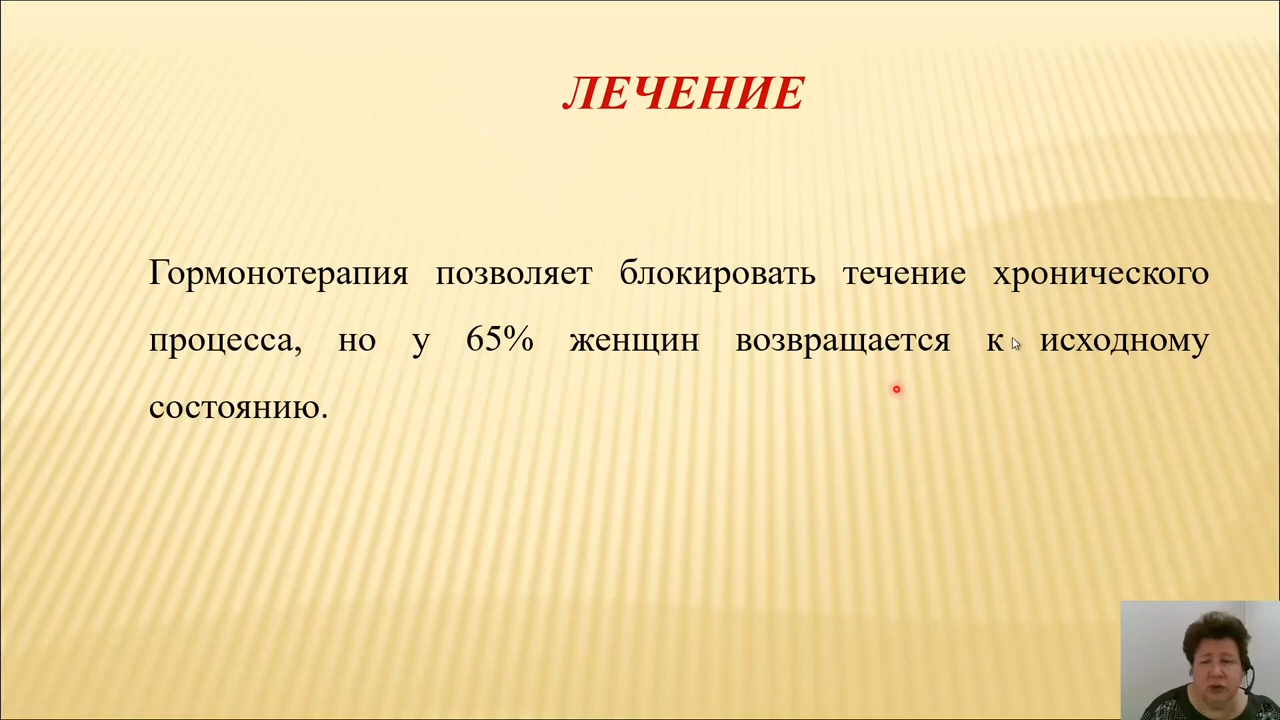 ЛЕЧЕНИЕ
Гормонотерапия позволяет блокировать течение хронического
процесса, но у 65% женщин возвращается к исходному
состоянию.